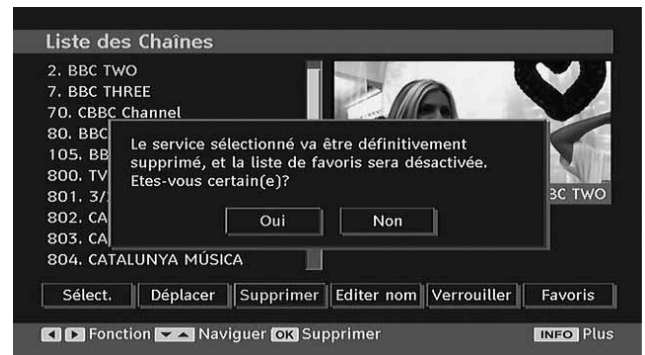 Liste des Chaînes
2. BBC TWO
7. BBC THREE
70. CBBC Channel
80. BBC
105. BB
800. TV
801. 3/
802. CA
803. CA
804. CATALUNYA MÚSICA
BC TWO
Le service sélectionné va être définitivement
supprimé, et la liste de favoris sera désactivée.
Etes-vous certain(e)?
Oui Non
Sélect. Déplacer Supprimer Editer nom Verrouiller Favoris
Fonction Naviguer OK Supprimer INFO Plus